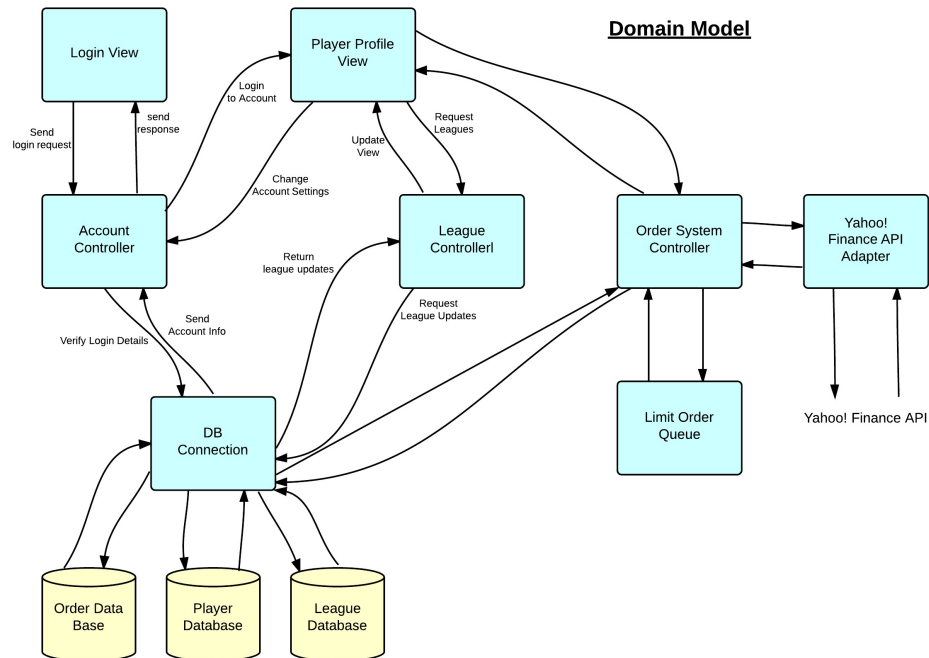 Domain Model
Login View
Player Profile
View
Login
to Account
send
response
Send
login request
Request
Leagues
Update
View
Change
Account Settings
Account
Controller
League
Controllerl
Order System
Controller
Yahoo!
Finance API
Adapter
Return
league updates
Request
League Updates
Send
Account Info
Verify Login Details
Limit Order
Queue
Yahoo! Finance API
DB
Connection
Order Data
Base
Player
Database
League
Database